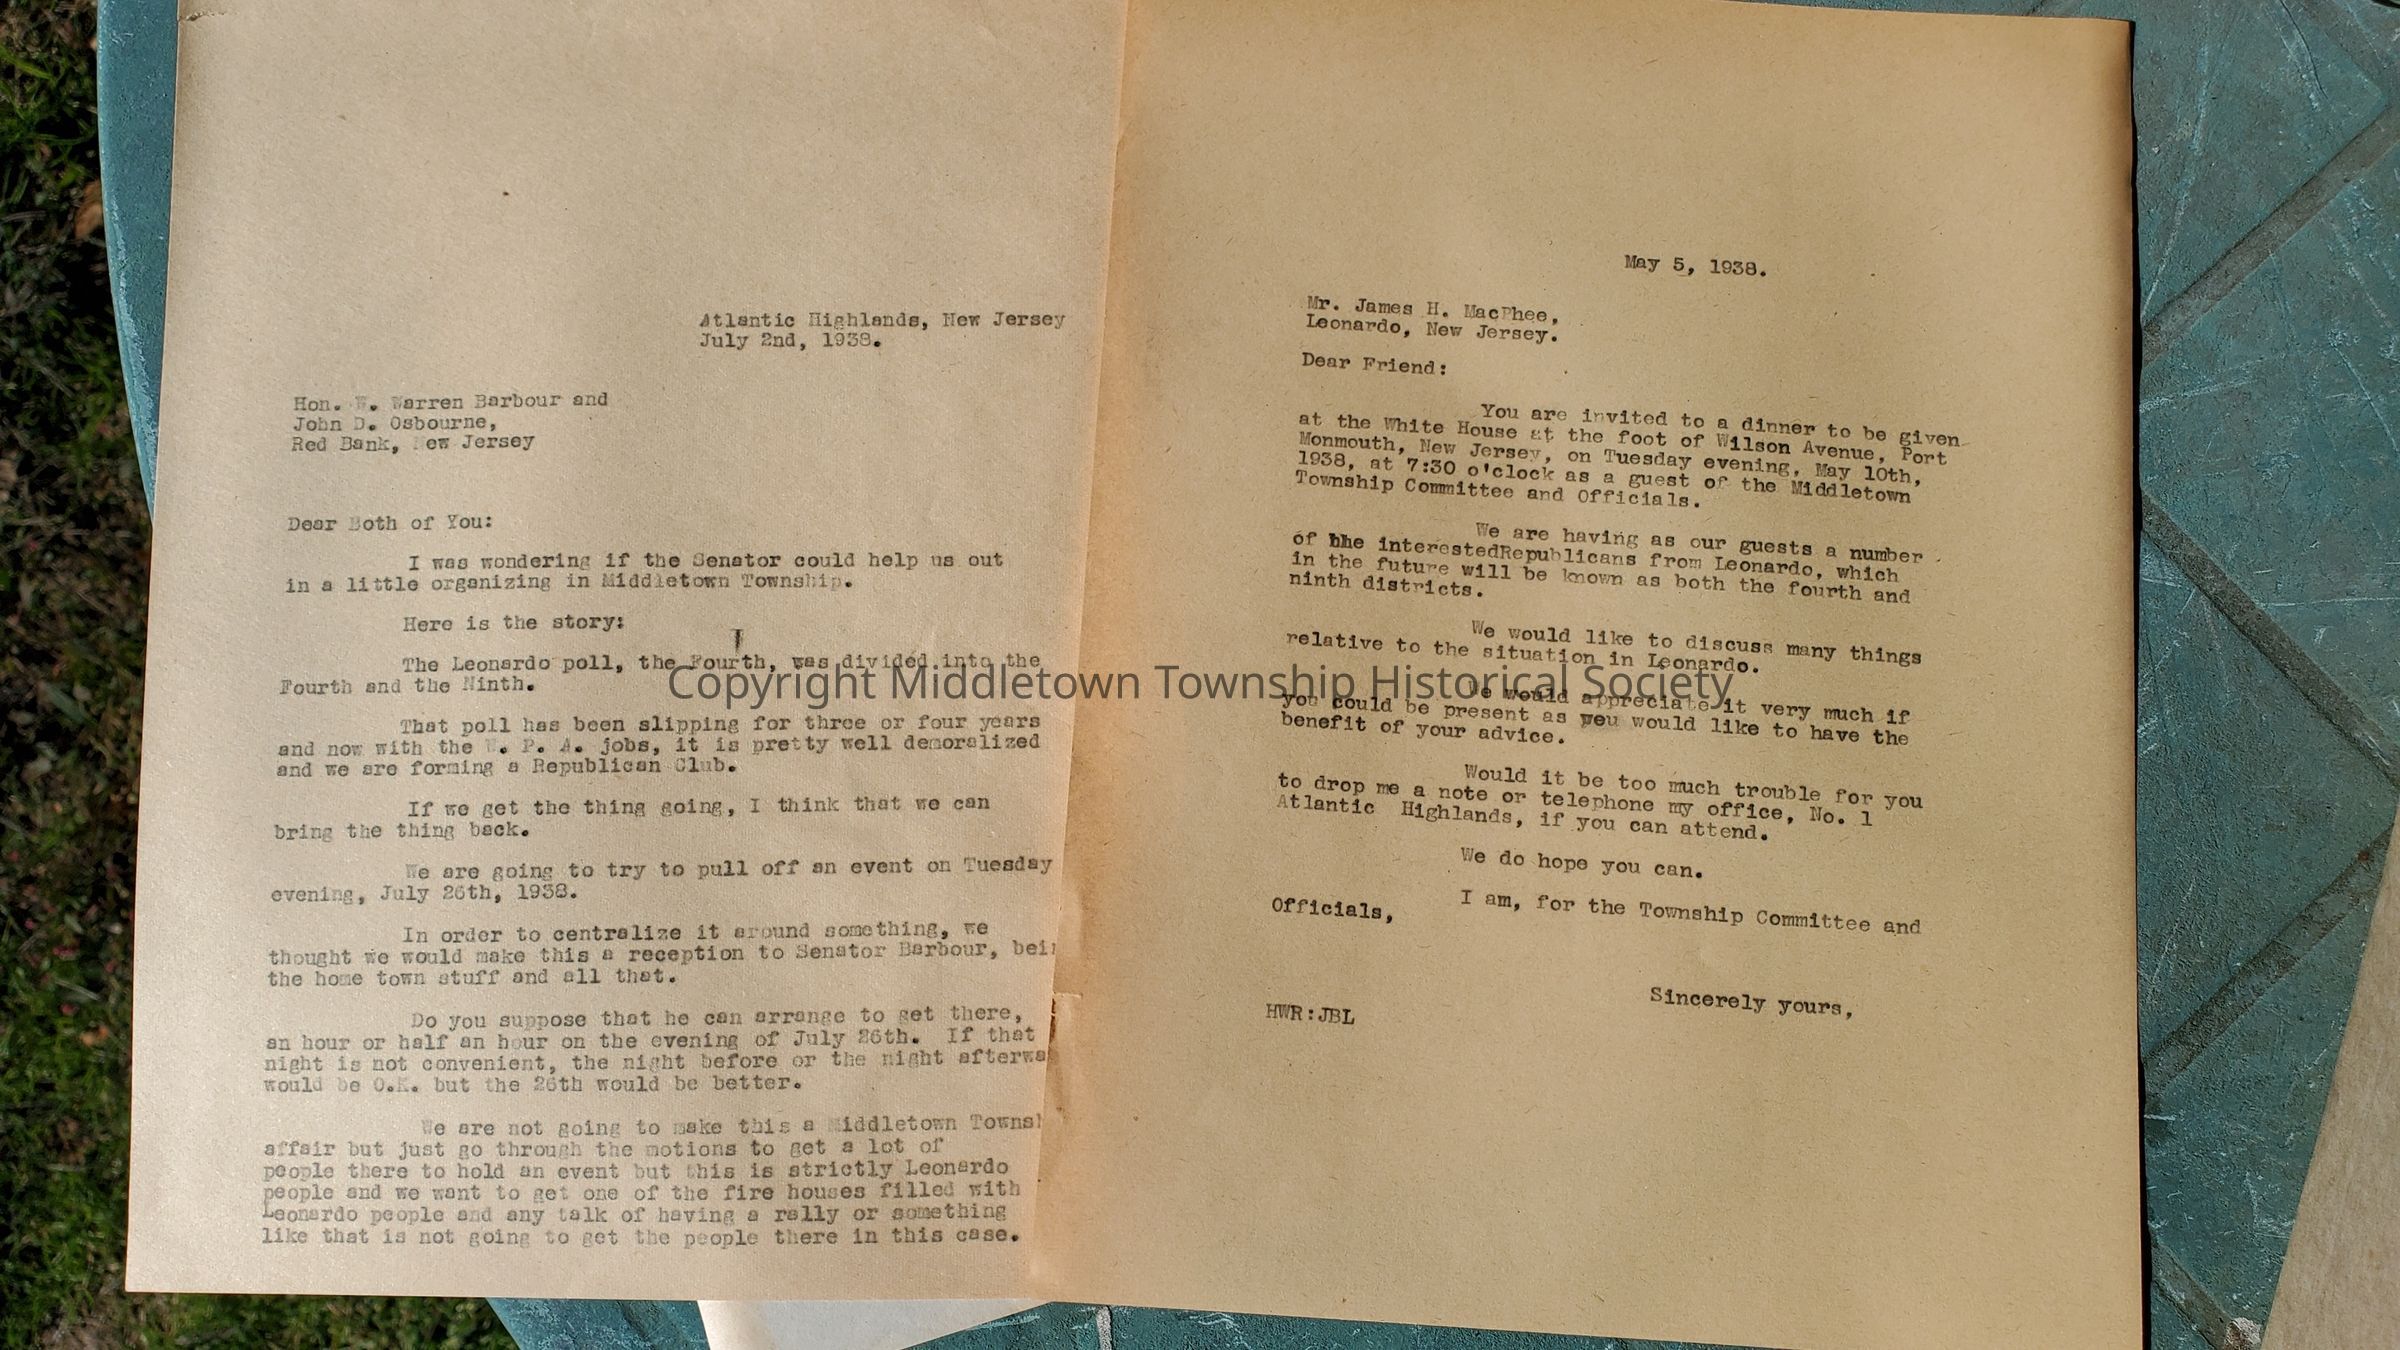 Atlantic Highlands, New Jersey
July 2nd, 1938.
Hon. W. Warren Barbour and
John D. Osbourne,
Red Bank, New Jersey
Dear Both of You:
I was wondering if the Senator could help us out
in a little organizing in Middletown Township.
Here is the story:
The Leonardo poll, the Fourth, was divided into the
Fourth and the Ninth.
That poll has been slipping for three or four years
and now with the W. P. A. jobs, it is pretty well demoralized
and we are forming a Republican Club.
If we get the thing going, I think that we can
bring the thing back.
We are going to try to pull off an event on Tuesday
evening, July 26th, 1938.
In order to centralize it around something, we
thought we would make this a reception to Senator Barbour, bein
the home town stuff and all that.
Do you suppose that he can arrange to get there,
an hour or half an hour on the evening of July 26th. If that
night is not convenient, the night before or the night afterwa
would be O.K. but the 26th would be better.
We are not going to make this a Middletown Townsh
affair but just go through the motions to get a lot of
people there to hold an event but this is strictly Leonardo
people and we want to get one of the fire houses filled with
Leonardo people and any talk of having a rally or something
like that is not going to get the people there in this case.
May 5, 1938.
Mr. James H. MacPhee,
Leonardo, New Jersey.
Dear Friend:
You are invited to a dinner to be given
at the White House at the foot of Wilson Avenue, Port
Monmouth, New Jersey, on Tuesday evening, May 10th,
1938, at 7:30 o'clock as a guest of the Middletown
Township Committee and Officials.
We are having as our guests a number
of the interestedRepublicans from Leonardo, which
in the future will be known as both the fourth and
ninth districts.
We would like to discuss many things
relative to the situation in Leonardo.
We would appreciate it very much if
you could be present as we would like to have the
benefit of your advice.
Would it be too much trouble for you
to drop me a note or telephone my office, No. 1
Atlantic Highlands, if you can attend.
We do hope you can.
I am, for the Township Committee and
Officials,
Sincerely yours,
HWR:JBL
Copyright Middletown Township Historical Society